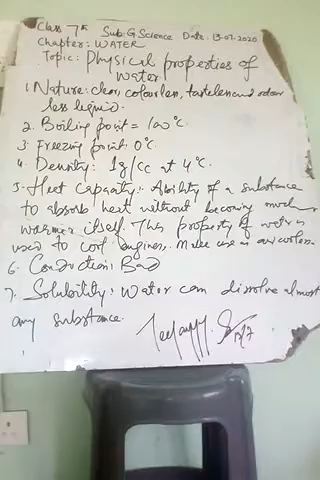 Class 7th Sub: G.Science Date: 13-07-2020
Chapter: WATER
Topic: Physical properties of
water
1. Nature: clear, colourless, tasteless and odour
less liquid.
2. Boiling point = 100°C
3. Freezing point: 0°C
4. Density: 1g/cc at 4°C
5. Heet Capacity: Ability of a substance
to absorb heat without becoming much
warmer itself. This property of water is
used to cool engines. Make use in air coolers.
6. Conduction: Bad
7. Solubility: Water can dissolve almost
any substance.
13/7